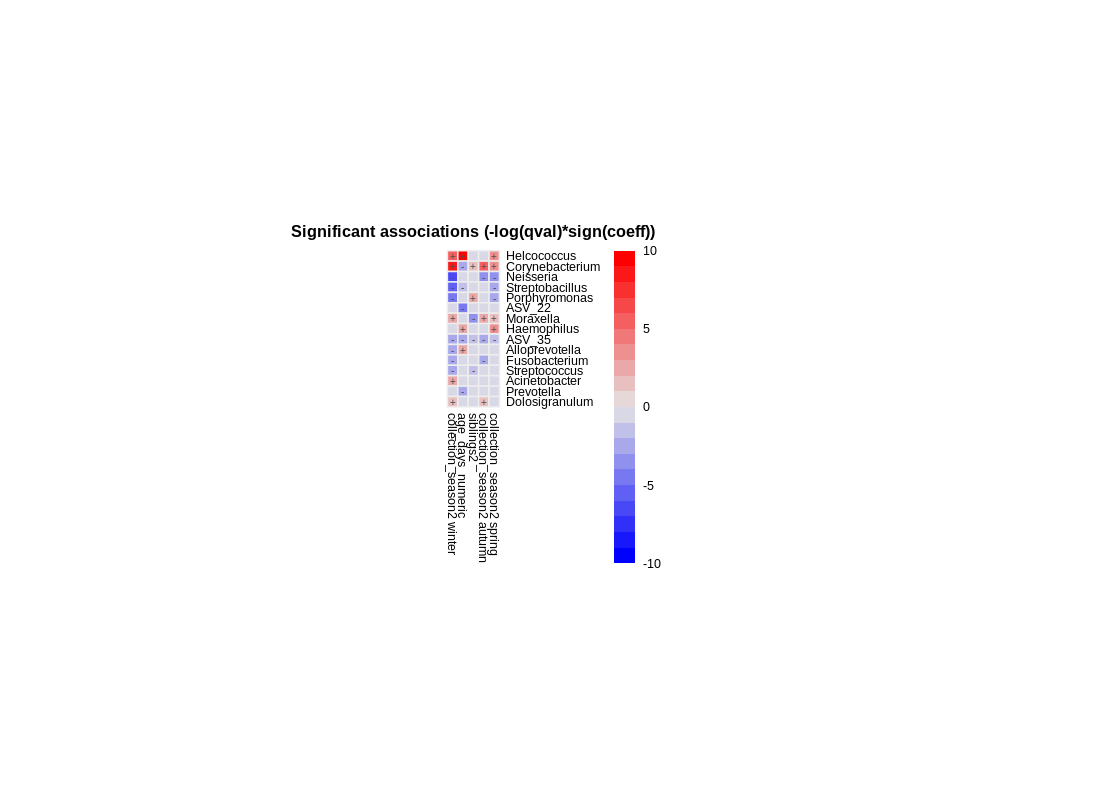 Significant associations (-log(qval)*sign(coeff))
+ + Helcococcus
- + + + Corynebacterium
- - Neisseria
- - - Streptobacillus
- + - Porphyromonas
- ASV_22
+ - + + Moraxella
+ + Haemophilus
- - - - - ASV_35
- + Alloprevotella
- - Fusobacterium
- - Streptococcus
+ Acinetobacter
- Prevotella
+ + Dolosigranulum
collection_season2 winter
age_days_numeric
siblings2
collection_season2 autumn
collection_season2 spring
10
5
0
-5
-10